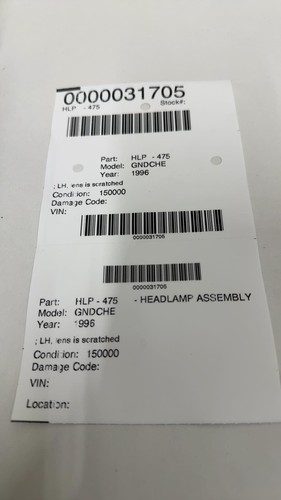 0000031705
HLP - 475 Stock#:
Part: HLP - 475
Model: GNDCHE
Year: 1996
; LH, lens is scratched
Condition: 150000
Damage Code:
VIN:
0000031705
0000031705
Part: HLP - 475 - HEADLAMP ASSEMBLY
Model: GNDCHE
Year: 1996
; LH, lens is scratched
Condition: 150000
Damage Code:
VIN:
Location: